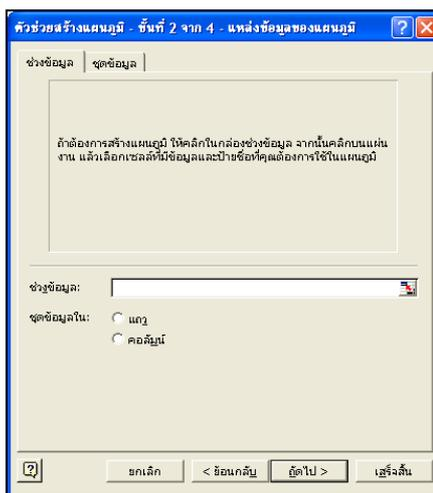 ตัวช่วยสร้างแผนภูมิ - ขั้นที่ 2 จาก 4 - แหล่งข้อมูลของแผนภูมิ
ช่วงข้อมูล ชุดข้อมูล
ถ้าต้องการสร้างแผนภูมิ ให้คลิกในกล่องช่วงข้อมูล จากนั้นคลิกบนแผ่น
งาน แล้วเลือกเซลล์ที่มีข้อมูลและป้ายชื่อที่คุณต้องการใช้ในแผนภูมิ
ช่วงข้อมูล:
ชุดข้อมูลใน: แถว
คอลัมน์
ยกเลิก < ย้อนกลับ ถัดไป > เสร็จสิ้น